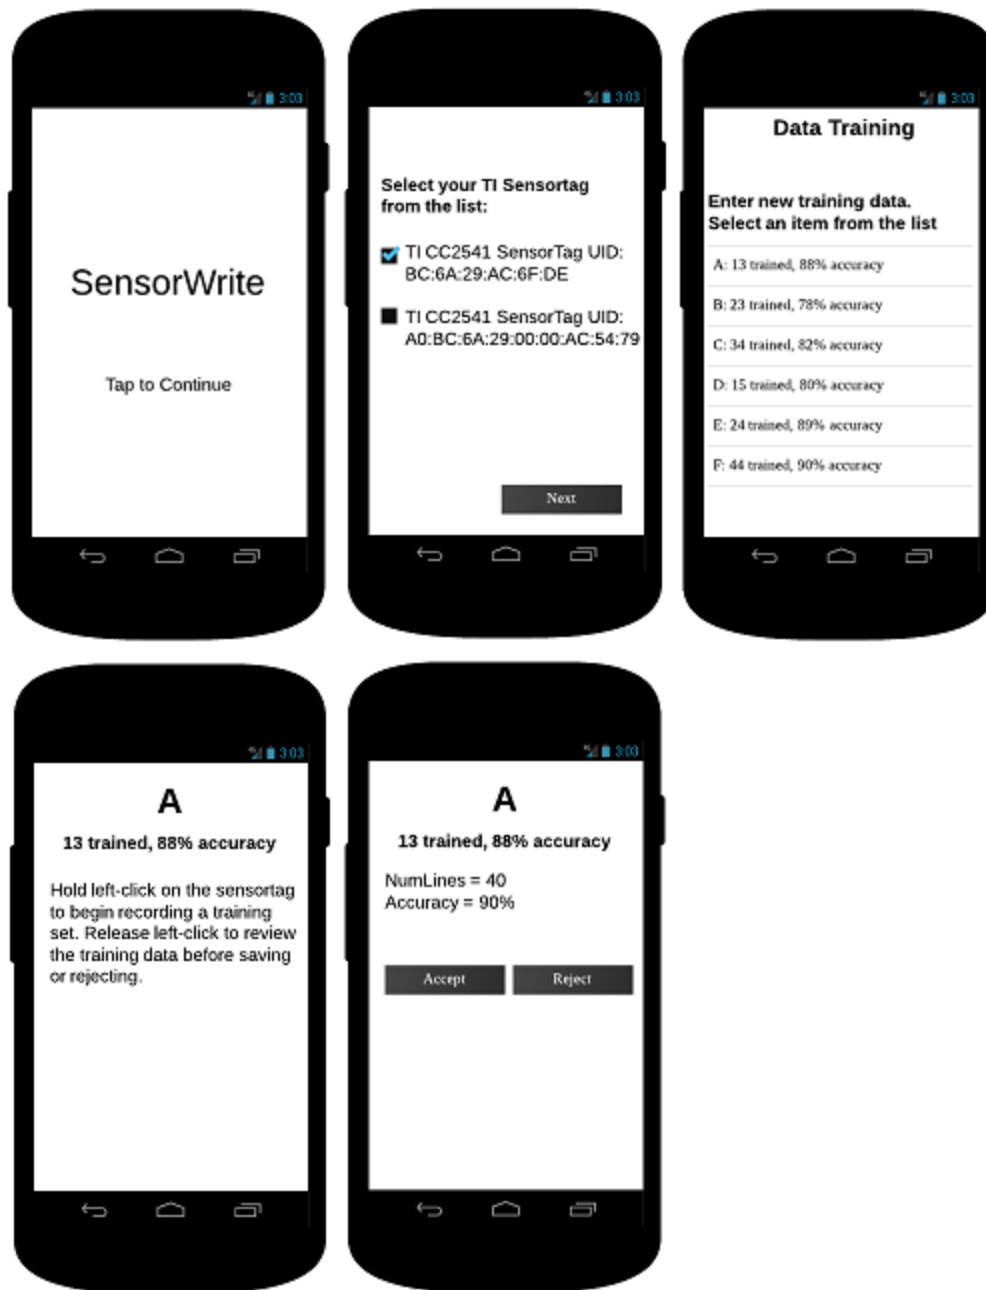 3:03
SensorWrite
Tap to Continue
3:03
Select your TI Sensortag
from the list:
TI CC2541 SensorTag UID:
BC:6A:29:AC:6F:DE
TI CC2541 SensorTag UID:
A0:BC:6A:29:00:00:AC:54:79
Next
3:03
Data Training
Enter new training data.
Select an item from the list
A: 13 trained, 88% accuracy
B: 23 trained, 78% accuracy
C: 34 trained, 82% accuracy
D: 15 trained, 80% accuracy
E: 24 trained, 89% accuracy
F: 44 trained, 90% accuracy
3:03
A
13 trained, 88% accuracy
Hold left-click on the sensortag
to begin recording a training
set. Release left-click to review
the training data before saving
or rejecting.
3:03
A
13 trained, 88% accuracy
NumLines = 40
Accuracy = 90%
Accept Reject